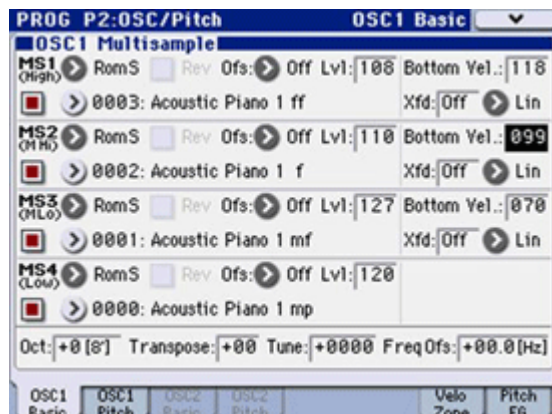 PROG P2:OSC/Pitch OSC1 Basic
OSC1 Multisample
MS1 (High) RomS Rev Ofs: Off Lvl: 108 Bottom Vel.: 118
0003: Acoustic Piano 1 ff Xfd: Off Lin
MS2 (M Hi) RomS Rev Ofs: Off Lvl: 110 Bottom Vel.: 099
0002: Acoustic Piano 1 f Xfd: Off Lin
MS3 (MLo) RomS Rev Ofs: Off Lvl: 127 Bottom Vel.: 070
0001: Acoustic Piano 1 mf Xfd: Off Lin
MS4 (Low) RomS Rev Ofs: Off Lvl: 120
0000: Acoustic Piano 1 mp
Oct: +0 [8'] Transpose: +00 Tune: +0000 Freq Ofs: +00.0 [Hz]
OSC1 Basic OSC1 Pitch OSC2 Basic OSC2 Pitch Velo Zone Pitch EG